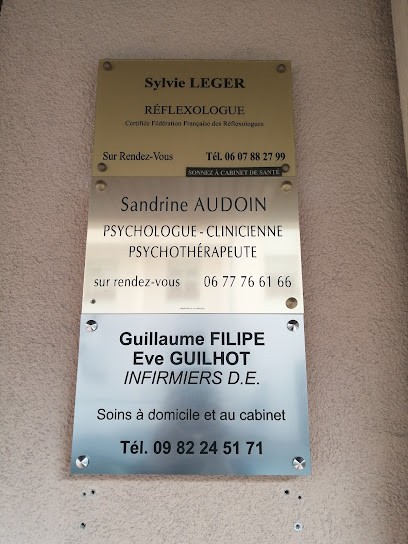 Sylvie LEGER
RÉFLEXOLOGUE
Certifiée Fédération Française des Réflexologues
Sur Rendez-Vous Tél. 06 07 88 27 99
SONNEZ À CABINET DE SANTÉ
Sandrine AUDOIN
PSYCHOLOGUE - CLINICIENNE
PSYCHOTHÉRAPEUTE
sur rendez-vous 06 77 76 61 66
Guillaume FILIPE
Eve GUILHOT
INFIRMIERS D.E.
Soins à domicile et au cabinet
Tél. 09 82 24 51 71